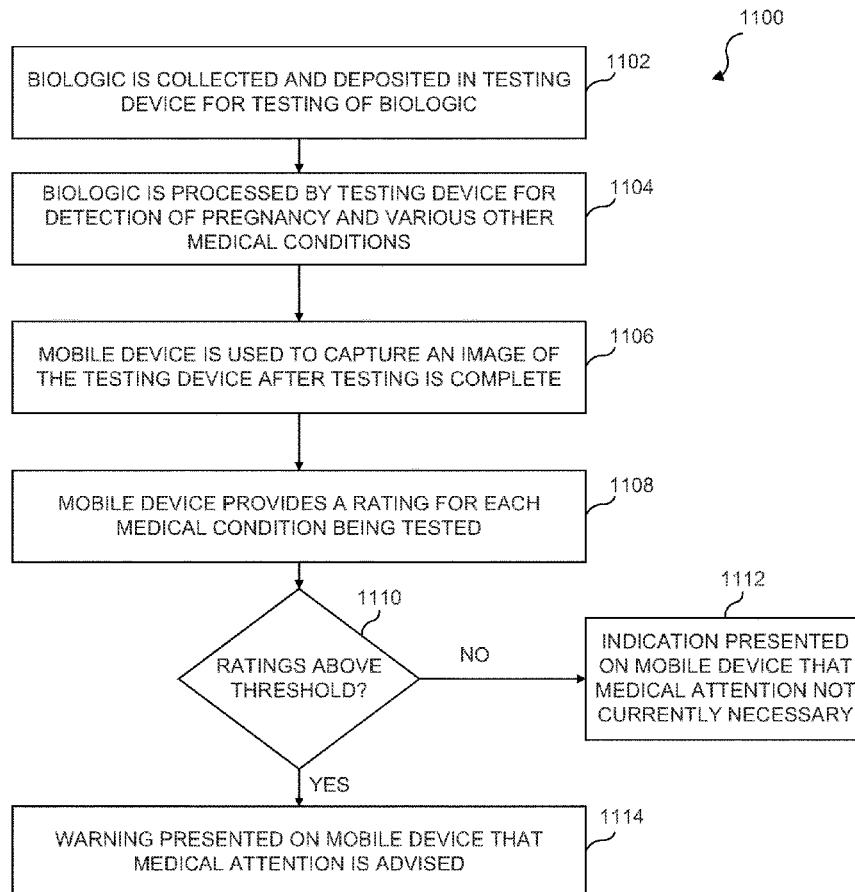 1100
1102
BIOLOGIC IS COLLECTED AND DEPOSITED IN TESTING
DEVICE FOR TESTING OF BIOLOGIC
1104
BIOLOGIC IS PROCESSED BY TESTING DEVICE FOR
DETECTION OF PREGNANCY AND VARIOUS OTHER
MEDICAL CONDITIONS
1106
MOBILE DEVICE IS USED TO CAPTURE AN IMAGE OF
THE TESTING DEVICE AFTER TESTING IS COMPLETE
1108
MOBILE DEVICE PROVIDES A RATING FOR EACH
MEDICAL CONDITION BEING TESTED
1110
RATINGS ABOVE
THRESHOLD?
NO
1112
INDICATION PRESENTED
ON MOBILE DEVICE THAT
MEDICAL ATTENTION NOT
CURRENTLY NECESSARY
YES
1114
WARNING PRESENTED ON MOBILE DEVICE THAT
MEDICAL ATTENTION IS ADVISED